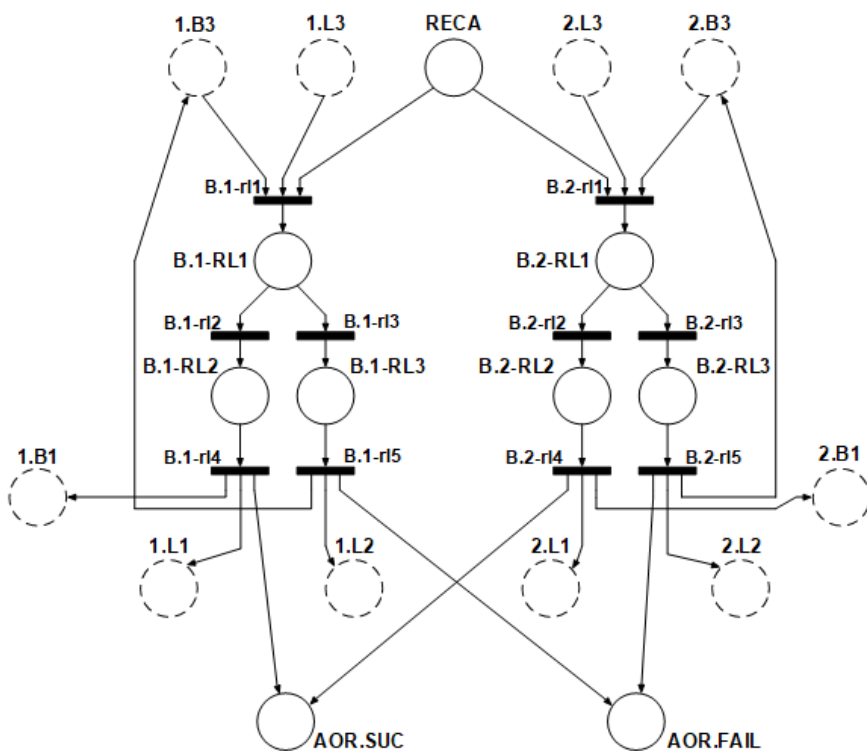 1.B3
1.L3
RECA
2.L3
2.B3
B.1-rl1
B.2-rl1
B.1-RL1
B.2-RL1
B.1-rl2
B.1-rl3
B.2-rl2
B.2-rl3
B.1-RL2
B.1-RL3
B.2-RL2
B.2-RL3
B.1-rl4
B.1-rl5
B.2-rl4
B.2-rl5
1.B1
2.B1
1.L1
1.L2
2.L1
2.L2
AOR.SUC
AOR.FAIL